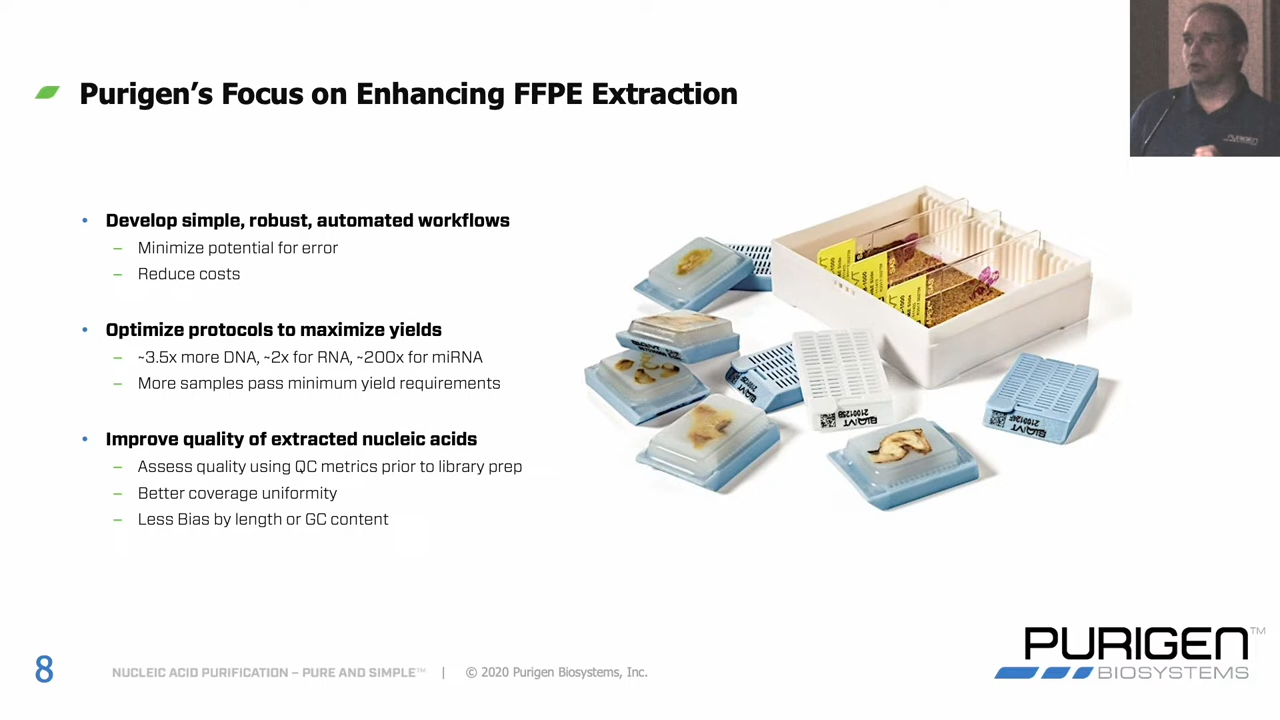 Purigen's Focus on Enhancing FFPE Extraction
PURIGEN
• Develop simple, robust, automated workflows
– Minimize potential for error
– Reduce costs
• Optimize protocols to maximize yields
– ~3.5x more DNA, ~2x for RNA, ~200x for miRNA
– More samples pass minimum yield requirements
• Improve quality of extracted nucleic acids
– Assess quality using QC metrics prior to library prep
– Better coverage uniformity
– Less Bias by length or GC content
BIOIVT
2100125B
BIOIVT
8
NUCLEIC ACID PURIFICATION – PURE AND SIMPLE™ | © 2020 Purigen Biosystems, Inc.
PURIGEN™
BIOSYSTEMS